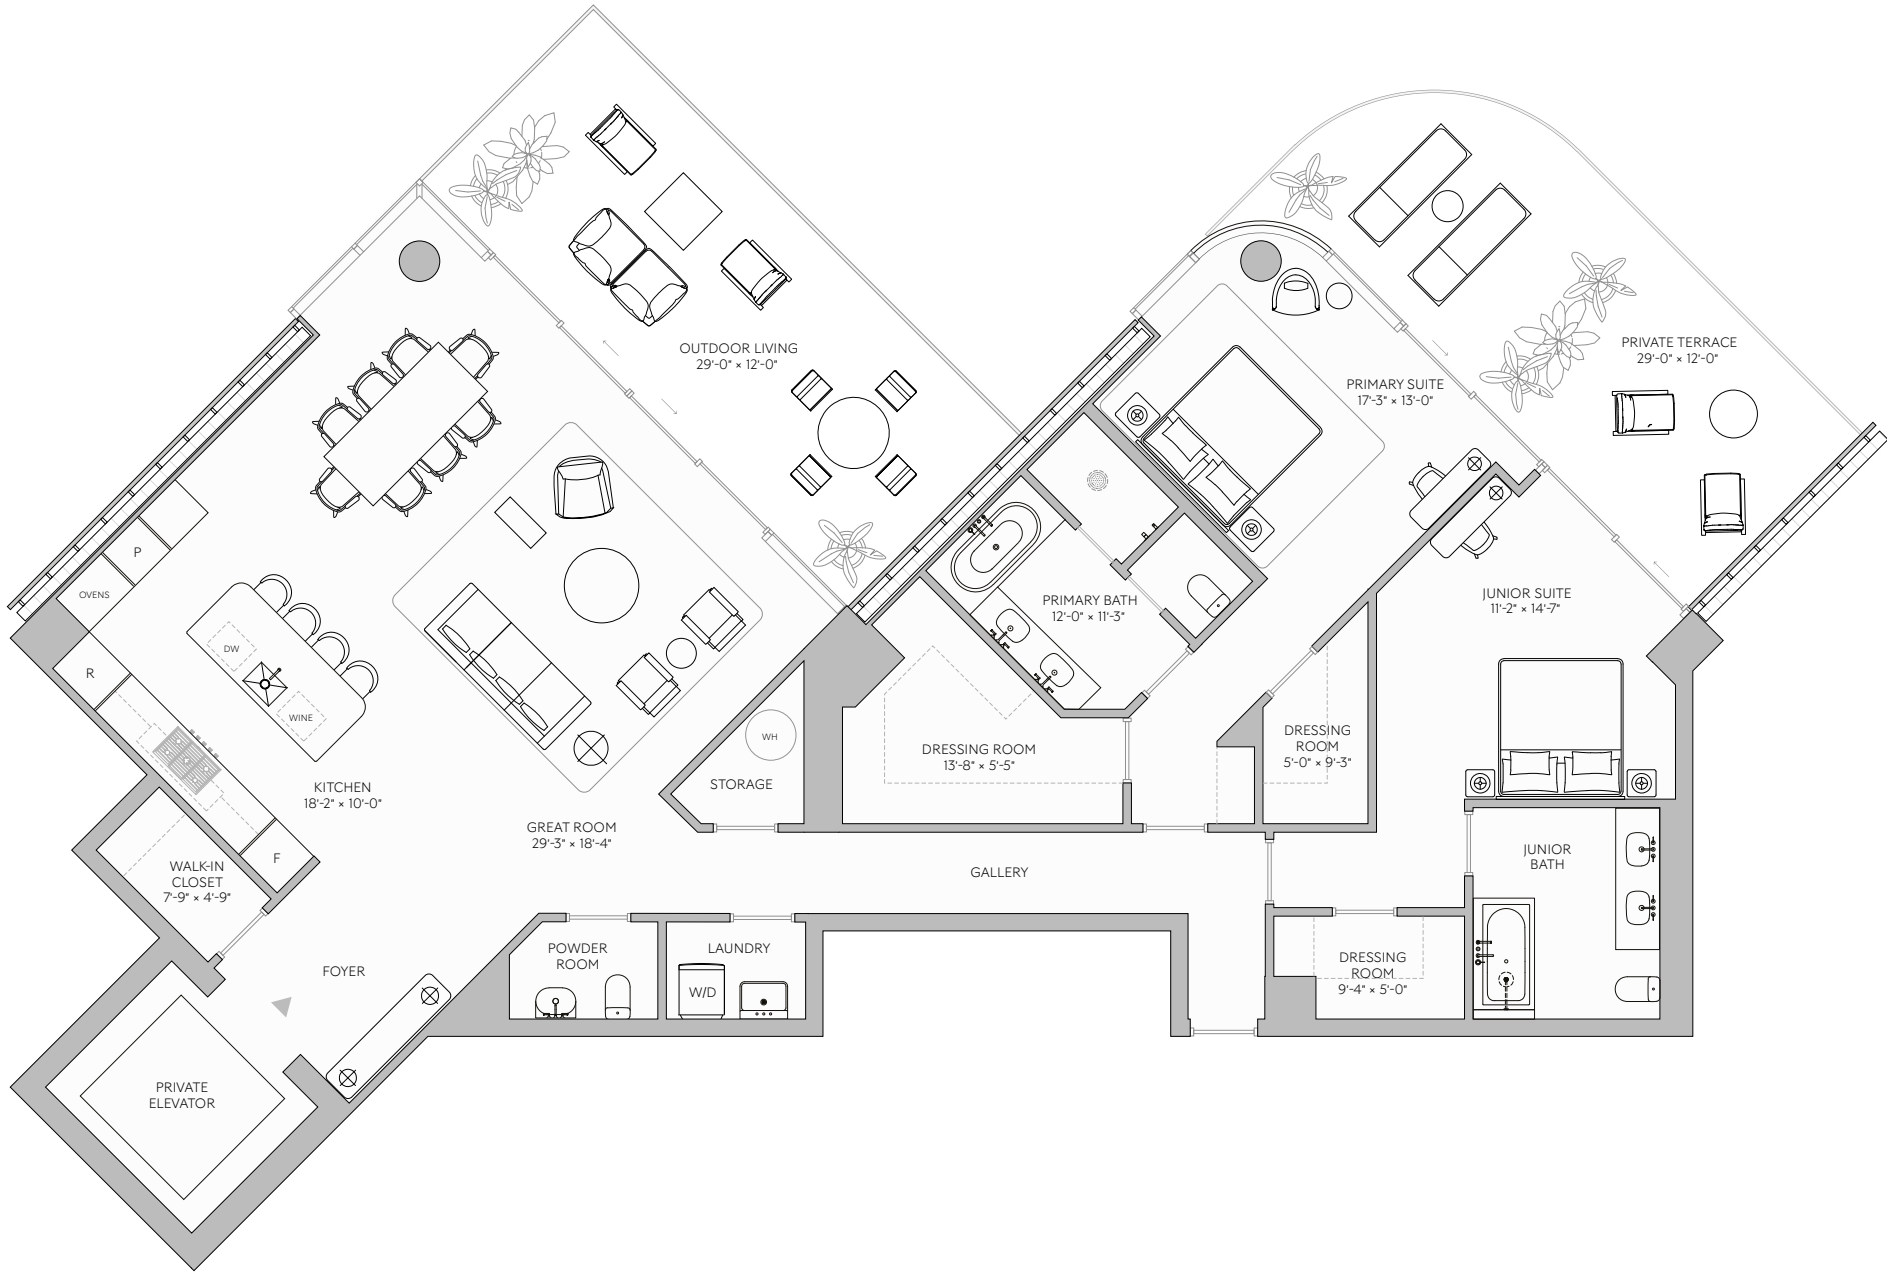 OUTDOOR LIVING
29'-0" × 12'-0"
PRIVATE TERRACE
29'-0" × 12'-0"
PRIMARY SUITE
17'-3" × 13'-0"
P
OVENS
PRIMARY BATH
12'-0" × 11'-3"
JUNIOR SUITE
11'-2" × 14'-7"
DW
R
WINE
WH
STORAGE
DRESSING ROOM
13'-8" × 5'-5"
DRESSING
ROOM
5'-0" × 9'-3"
KITCHEN
18'-2" × 10'-0"
GREAT ROOM
29'-3" × 18'-4"
F
WALK-IN
CLOSET
7'-9" × 4'-9"
GALLERY
JUNIOR
BATH
FOYER
POWDER
ROOM
LAUNDRY
W/D
DRESSING
ROOM
9'-4" × 5'-0"
PRIVATE
ELEVATOR